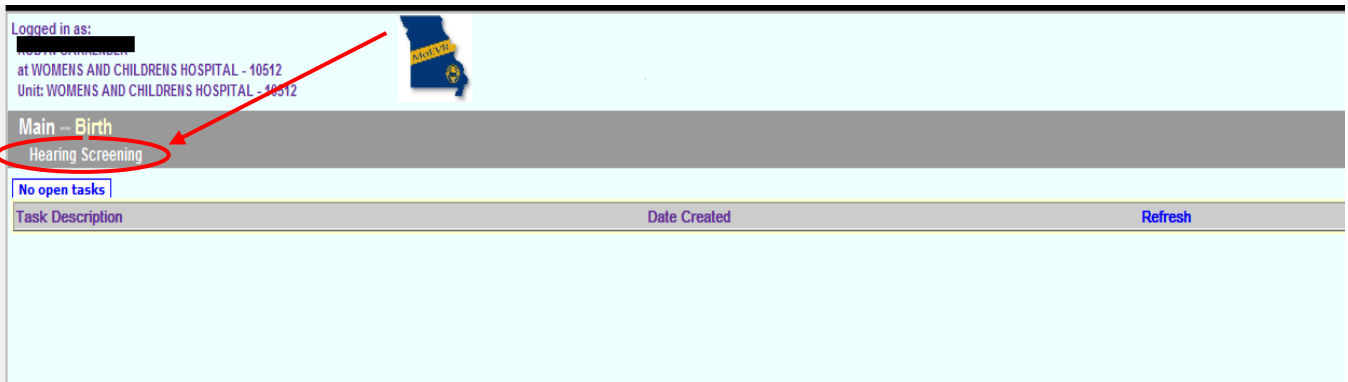 Logged in as:
at WOMENS AND CHILDRENS HOSPITAL - 10512
Unit: WOMENS AND CHILDRENS HOSPITAL - 10512
MoEVR
Main -- Birth
Hearing Screening
No open tasks
Task Description Date Created Refresh